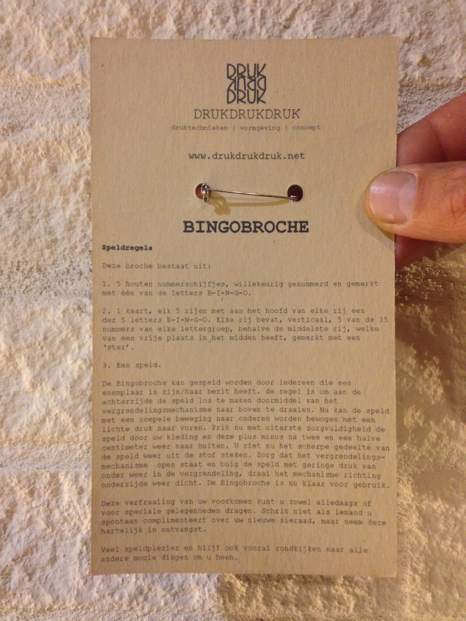 DRUK
DRUK
DRUK
DRUKDRUKDRUK
druktechnieken | vormgeving | concept
www.drukdrukdruk.net
BINGOBROCHE
Speldregels
Deze broche bestaat uit:
1. 5 houten nummerschijfjes, willekeurig genummerd en gemerkt
met één van de letters B-I-N-G-O.
2. 1 kaart, elk 5 rijen met aan het hoofd van elke rij een
der 5 letters B-I-N-G-O. Elke rij bevat, verticaal, 5 van de 15
nummers van elke lettergroep, behalve de middelste rij, welke
van een vrije plaats in het midden heeft, gemerkt met een
'ster'.
3. Een speld.
De Bingobroche kan gespeld worden door iedereen die een
exemplaar in zijn/haar bezit heeft. de regel is om aan de
achterzijde de speld los te maken doormiddel van het
vergrendelingsmechanisme naar boven te draaien. Nu kan de speld
met een soepele beweging naar onderen worden bewogen met een
lichte druk naar voren. Prik nu met uiterste zorgvuldigheid de
speld door uw kleding en deze plus minus na twee en een halve
centimeter weer naar buiten. U ziet nu het scherpe gedeelte van
de speld weer uit de stof steken. Zorg dat het vergrendelings-
mechanisme open staat en buig de speld met geringe druk van
onder weer in de vergrendeling, draai het mechanisme richting
onderzijde weer dicht. De Bingobroche is nu klaar voor gebruik.
Deze verfraaiing van uw voorkomen kunt u zowel alledaags of
voor speciale gelegenheden dragen. Schrik niet als iemand u
spontaan complimenteert over uw nieuwe sieraad, maar neem deze
hartelijk in ontvangst.
Veel speldplezier en blijf ook vooral rondkijken naar alle
andere mooie dingen om u heen.